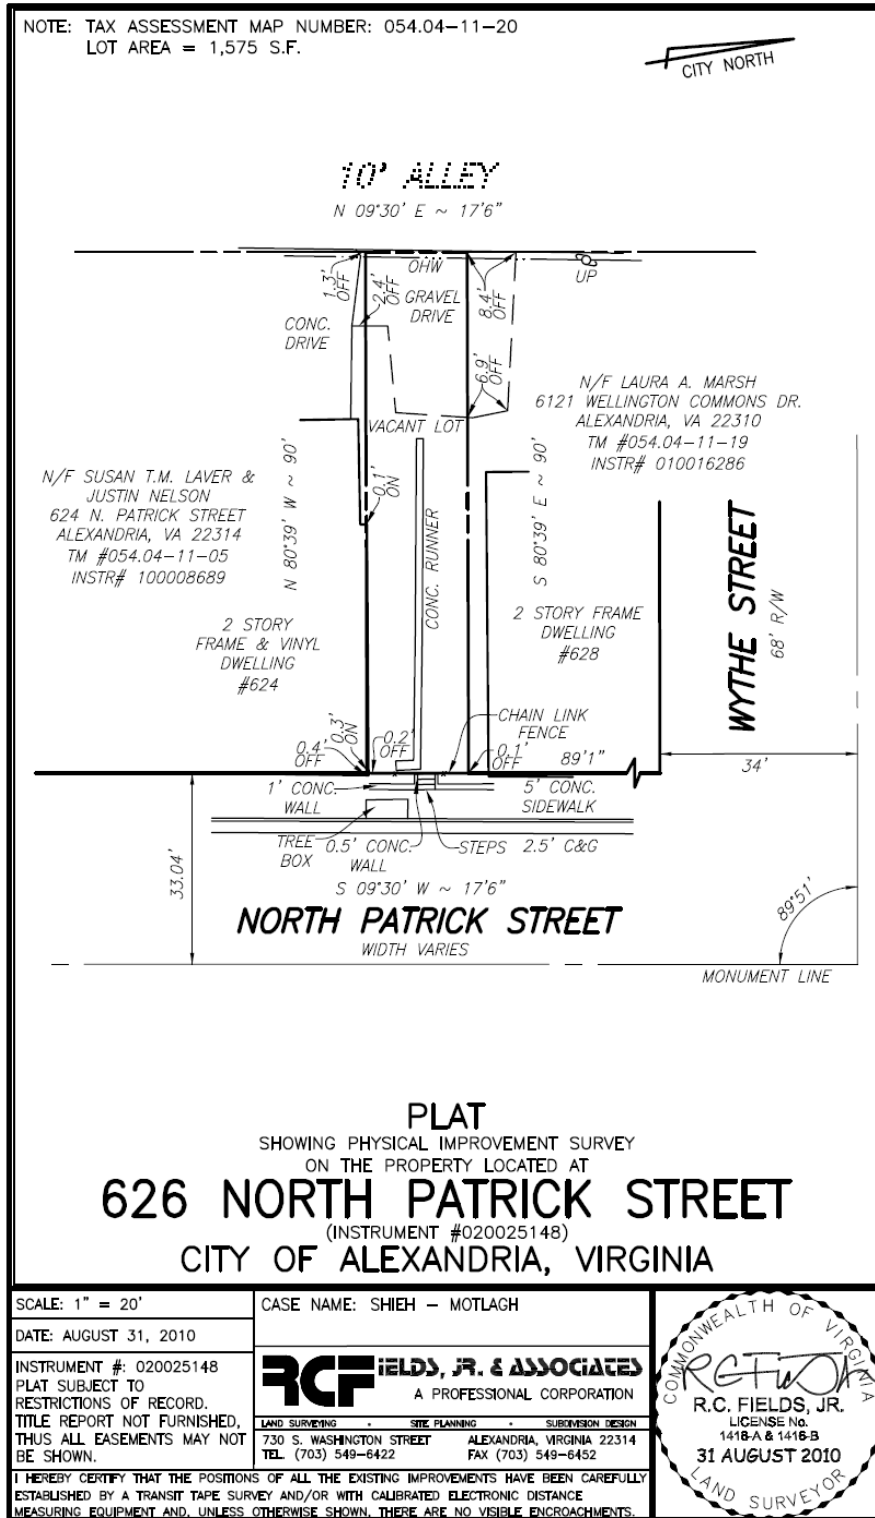 NOTE: TAX ASSESSMENT MAP NUMBER: 054.04-11-20
LOT AREA = 1,575 S.F.
CITY NORTH
10' ALLEY
N 09°30' E ~ 17'6"
OHW
UP
1.3'
OFF
2.4'
OFF
GRAVEL
DRIVE
8.4'
OFF
CONC.
DRIVE
6.9'
OFF
N/F LAURA A. MARSH
6121 WELLINGTON COMMONS DR.
ALEXANDRIA, VA 22310
TM #054.04-11-19
INSTR# 010016286
VACANT LOT
N/F SUSAN T.M. LAVER &
JUSTIN NELSON
624 N. PATRICK STREET
ALEXANDRIA, VA 22314
TM #054.04-11-05
INSTR# 100008689
N 80°39' W ~ 90'
0.1'
ON
CONC. RUNNER
S 80°39' E ~ 90'
WYTHE STREET
68' R/W
2 STORY
FRAME & VINYL
DWELLING
#624
2 STORY FRAME
DWELLING
#628
0.4'
OFF
0.3'
ON
0.2'
OFF
CHAIN LINK
FENCE
0.1'
OFF
89'1"
34'
1' CONC.
WALL
5' CONC.
SIDEWALK
TREE
BOX
0.5' CONC.
WALL
STEPS
2.5' C&G
33.04'
S 09°30' W ~ 17'6"
NORTH PATRICK STREET
WIDTH VARIES
89°51'
MONUMENT LINE
PLAT
SHOWING PHYSICAL IMPROVEMENT SURVEY
ON THE PROPERTY LOCATED AT
626 NORTH PATRICK STREET
(INSTRUMENT #020025148)
CITY OF ALEXANDRIA, VIRGINIA
SCALE: 1" = 20'
DATE: AUGUST 31, 2010
INSTRUMENT #: 020025148
PLAT SUBJECT TO
RESTRICTIONS OF RECORD.
TITLE REPORT NOT FURNISHED,
THUS ALL EASEMENTS MAY NOT
BE SHOWN.
CASE NAME: SHIEH - MOTLAGH
RCFIELDS, JR. & ASSOCIATES
A PROFESSIONAL CORPORATION
LAND SURVEYING • SITE PLANNING • SUBDIVISION DESIGN
730 S. WASHINGTON STREET ALEXANDRIA, VIRGINIA 22314
TEL. (703) 549-6422 FAX (703) 549-6452
COMMONWEALTH OF VIRGINIA
R.C. FIELDS, JR.
LICENSE No.
1418-A & 1418-B
31 AUGUST 2010
LAND SURVEYOR
I HEREBY CERTIFY THAT THE POSITIONS OF ALL THE EXISTING IMPROVEMENTS HAVE BEEN CAREFULLY
ESTABLISHED BY A TRANSIT TAPE SURVEY AND/OR WITH CALIBRATED ELECTRONIC DISTANCE
MEASURING EQUIPMENT AND, UNLESS OTHERWISE SHOWN, THERE ARE NO VISIBLE ENCROACHMENTS.